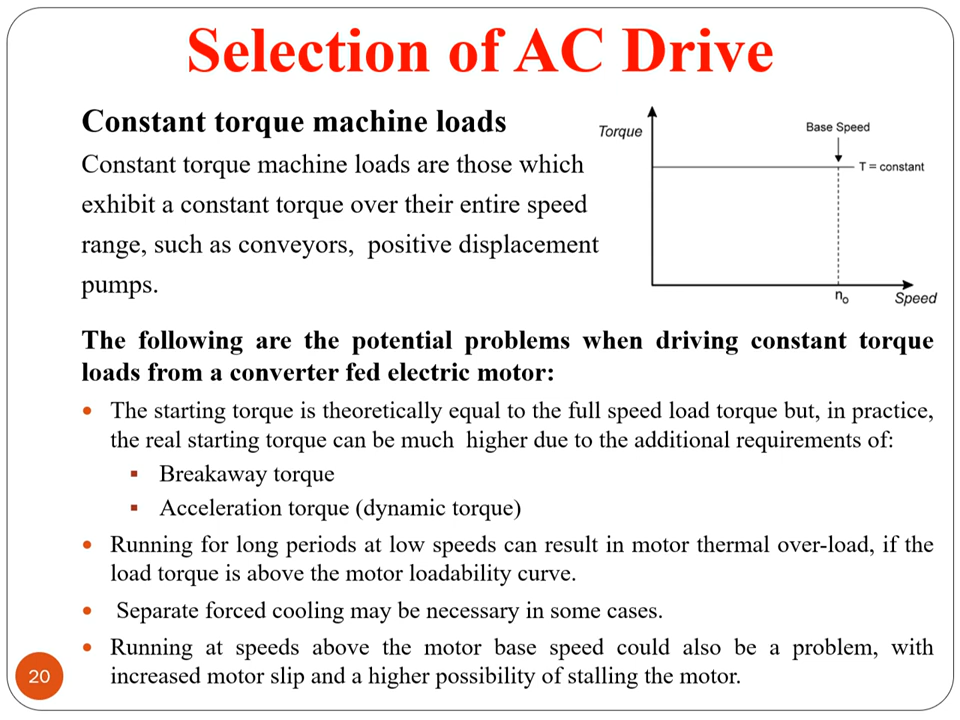 Selection of AC Drive
Constant torque machine loads
Constant torque machine loads are those which
exhibit a constant torque over their entire speed
range, such as conveyors, positive displacement
pumps.
Torque
Base Speed
T = constant
n₀
Speed
The following are the potential problems when driving constant torque
loads from a converter fed electric motor:
• The starting torque is theoretically equal to the full speed load torque but, in practice,
the real starting torque can be much higher due to the additional requirements of:
▪ Breakaway torque
▪ Acceleration torque (dynamic torque)
• Running for long periods at low speeds can result in motor thermal over-load, if the
load torque is above the motor loadability curve.
• Separate forced cooling may be necessary in some cases.
• Running at speeds above the motor base speed could also be a problem, with
increased motor slip and a higher possibility of stalling the motor.
20